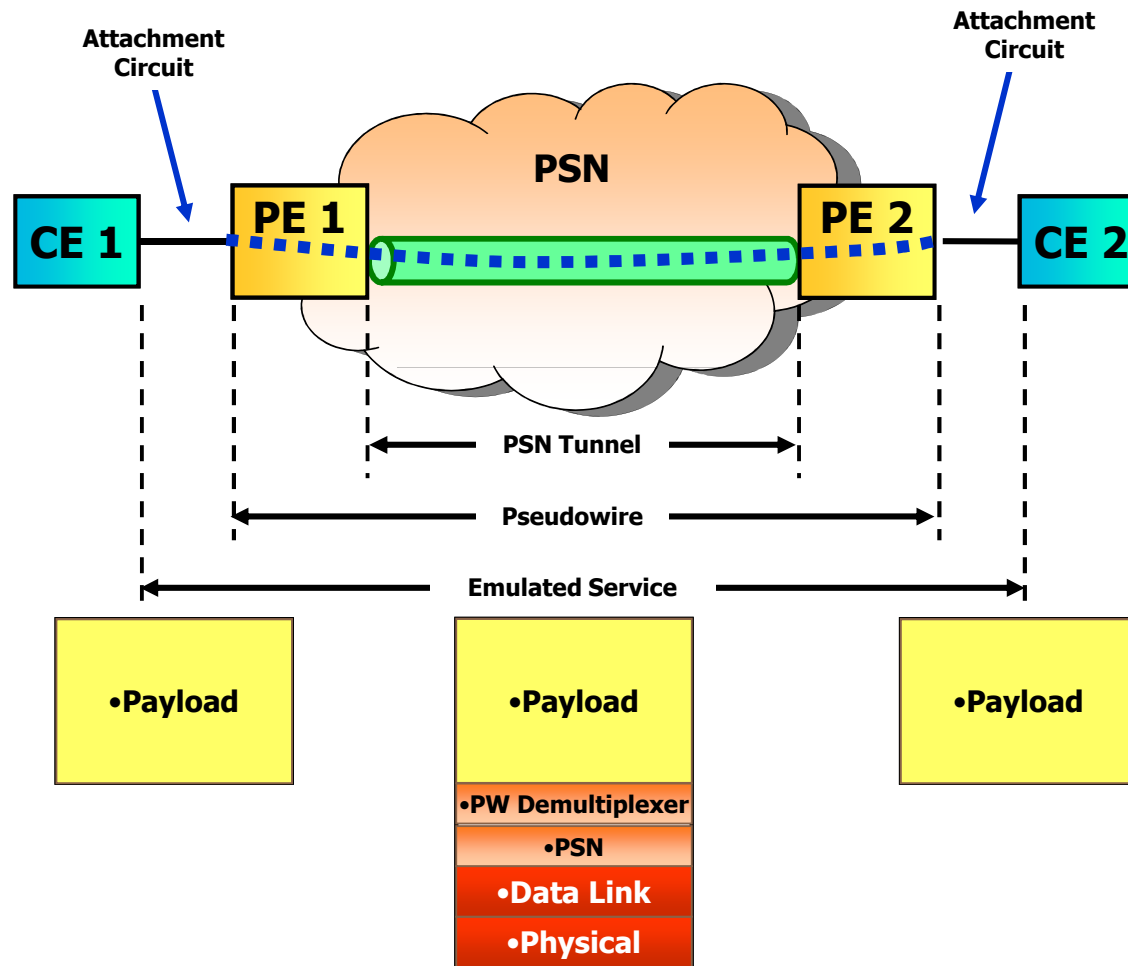 Attachment
Circuit
Attachment
Circuit
PSN
CE 1
PE 1
PE 2
CE 2
PSN Tunnel
Pseudowire
Emulated Service
•Payload
•Payload
•Payload
•PW Demultiplexer
•PSN
•Data Link
•Physical